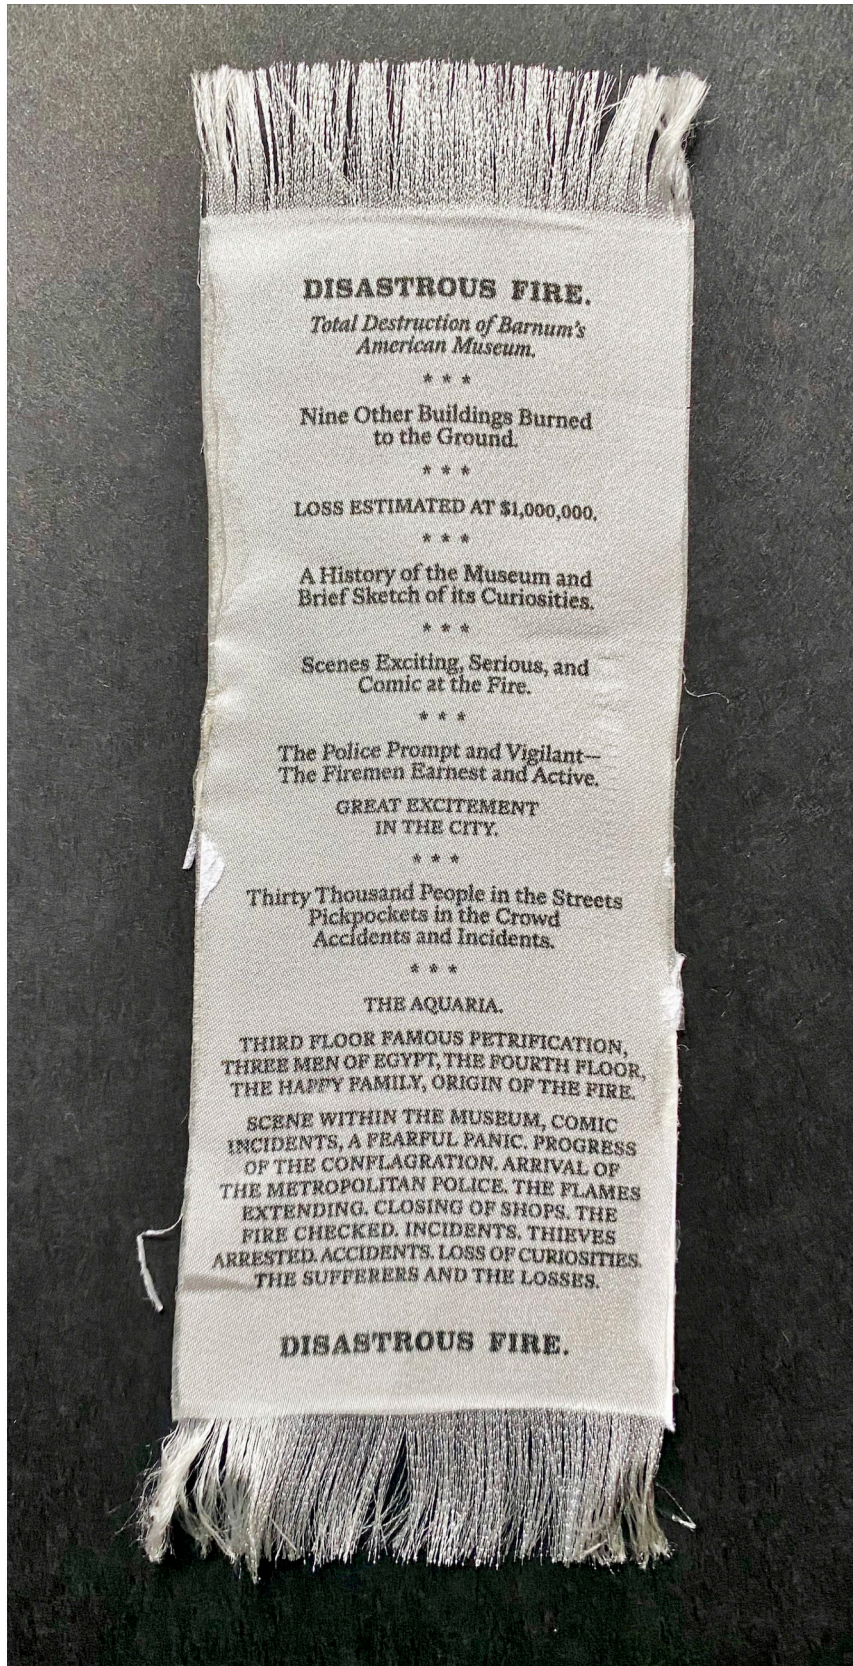 DISASTROUS FIRE.
Total Destruction of Barnum's
American Museum.
* * *
Nine Other Buildings Burned
to the Ground.
* * *
LOSS ESTIMATED AT $1,000,000.
* * *
A History of the Museum and
Brief Sketch of its Curiosities.
* * *
Scenes Exciting, Serious, and
Comic at the Fire.
* * *
The Police Prompt and Vigilant—
The Firemen Earnest and Active.
GREAT EXCITEMENT
IN THE CITY.
* * *
Thirty Thousand People in the Streets
Pickpockets in the Crowd
Accidents and Incidents.
* * *
THE AQUARIA.
THIRD FLOOR FAMOUS PETRIFICATION,
THREE MEN OF EGYPT, THE FOURTH FLOOR,
THE HAPPY FAMILY, ORIGIN OF THE FIRE.
SCENE WITHIN THE MUSEUM, COMIC
INCIDENTS, A FEARFUL PANIC. PROGRESS
OF THE CONFLAGRATION. ARRIVAL OF
THE METROPOLITAN POLICE. THE FLAMES
EXTENDING. CLOSING OF SHOPS. THE
FIRE CHECKED. INCIDENTS. THIEVES
ARRESTED. ACCIDENTS. LOSS OF CURIOSITIES.
THE SUFFERERS AND THE LOSSES.
DISASTROUS FIRE.